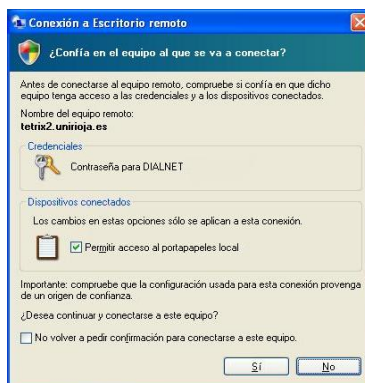 Conexión a Escritorio remoto
¿Confía en el equipo al que se va a conectar?
Antes de conectarse al equipo remoto, compruebe si confía en que dicho
equipo tenga acceso a las credenciales y a los dispositivos conectados.
Nombre del equipo remoto:
tetrix2.unirioja.es
Credenciales
Contraseña para DIALNET
Dispositivos conectados
Los cambios en estas opciones sólo se aplican a esta conexión.
Permitir acceso al portapapeles local
Importante: compruebe que la configuración usada para esta conexión provenga
de un origen de confianza.
¿Desea continuar y conectarse a este equipo?
No volver a pedir confirmación para conectarse a este equipo.
Sí
No